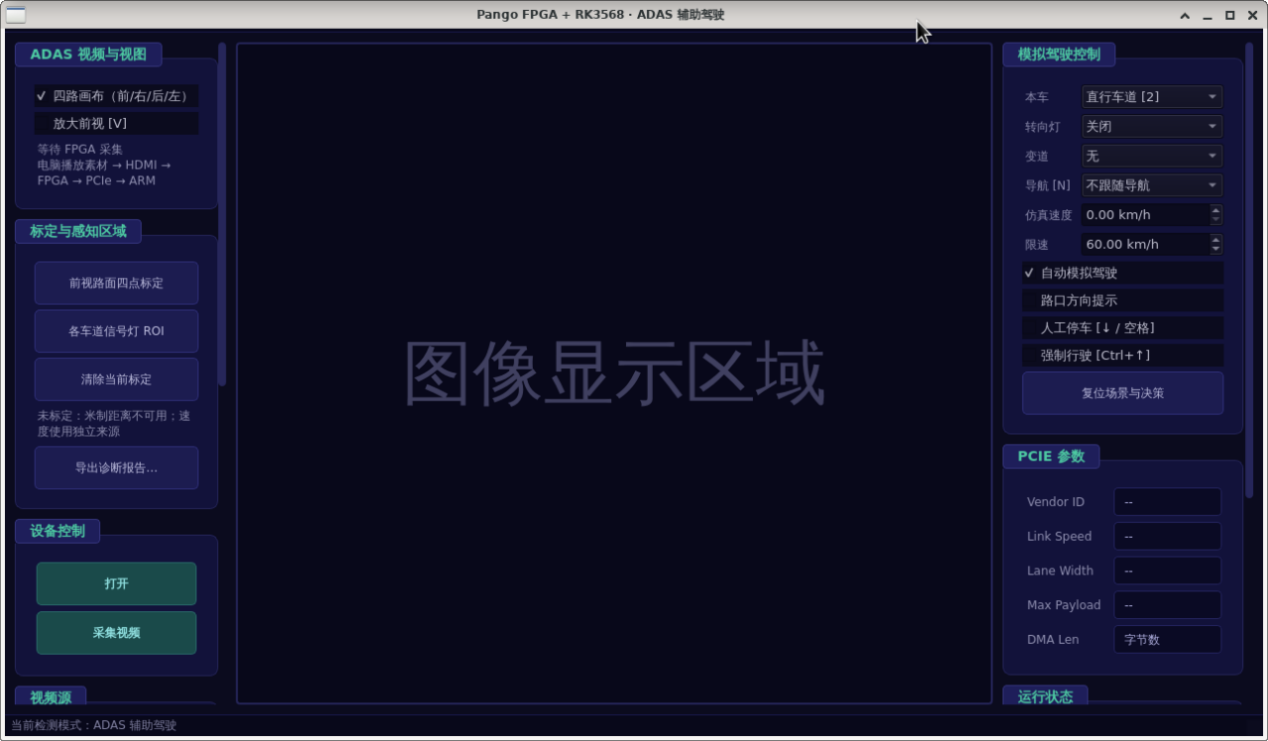 Pango FPGA + RK3568 · ADAS 辅助驾驶
ADAS 视频与视图
✓ 四路画布（前/右/后/左）
放大前视 [V]
等待 FPGA 采集
电脑播放素材 → HDMI →
FPGA → PCIe → ARM
标定与感知区域
前视路面四点标定
各车道信号灯 ROI
清除当前标定
未标定：米制距离不可用；速
度使用独立来源
导出诊断报告...
设备控制
打开
采集视频
视频源
图像显示区域
模拟驾驶控制
本车 直行车道 [2]
转向灯 关闭
变道 无
导航 [N] 不跟随导航
仿真速度 0.00 km/h
限速 60.00 km/h
✓ 自动模拟驾驶
路口方向提示
人工停车 [↓ / 空格]
强制行驶 [Ctrl+↑]
复位场景与决策
PCIE 参数
Vendor ID --
Link Speed --
Lane Width --
Max Payload --
DMA Len 字节数
运行状态
当前检测模式：ADAS 辅助驾驶